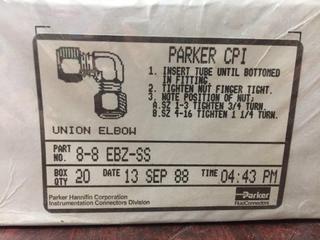 PARKER CPI
1. INSERT TUBE UNTIL BOTTOMED
IN FITTING.
2. TIGHTEN NUT FINGER TIGHT.
3. NOTE POSITION OF NUT:
A.SZ 1-3 TIGHTEN 3/4 TURN.
B.SZ 4-16 TIGHTEN 1 1/4 TURN.
UNION ELBOW
PART NO. 8-8 EBZ-SS
BOX QTY 20 DATE 13 SEP 88 TIME 04:43 PM
Parker Hannifin Corporation
Instrumentation Connectors Division
Parker
FluidConnectors